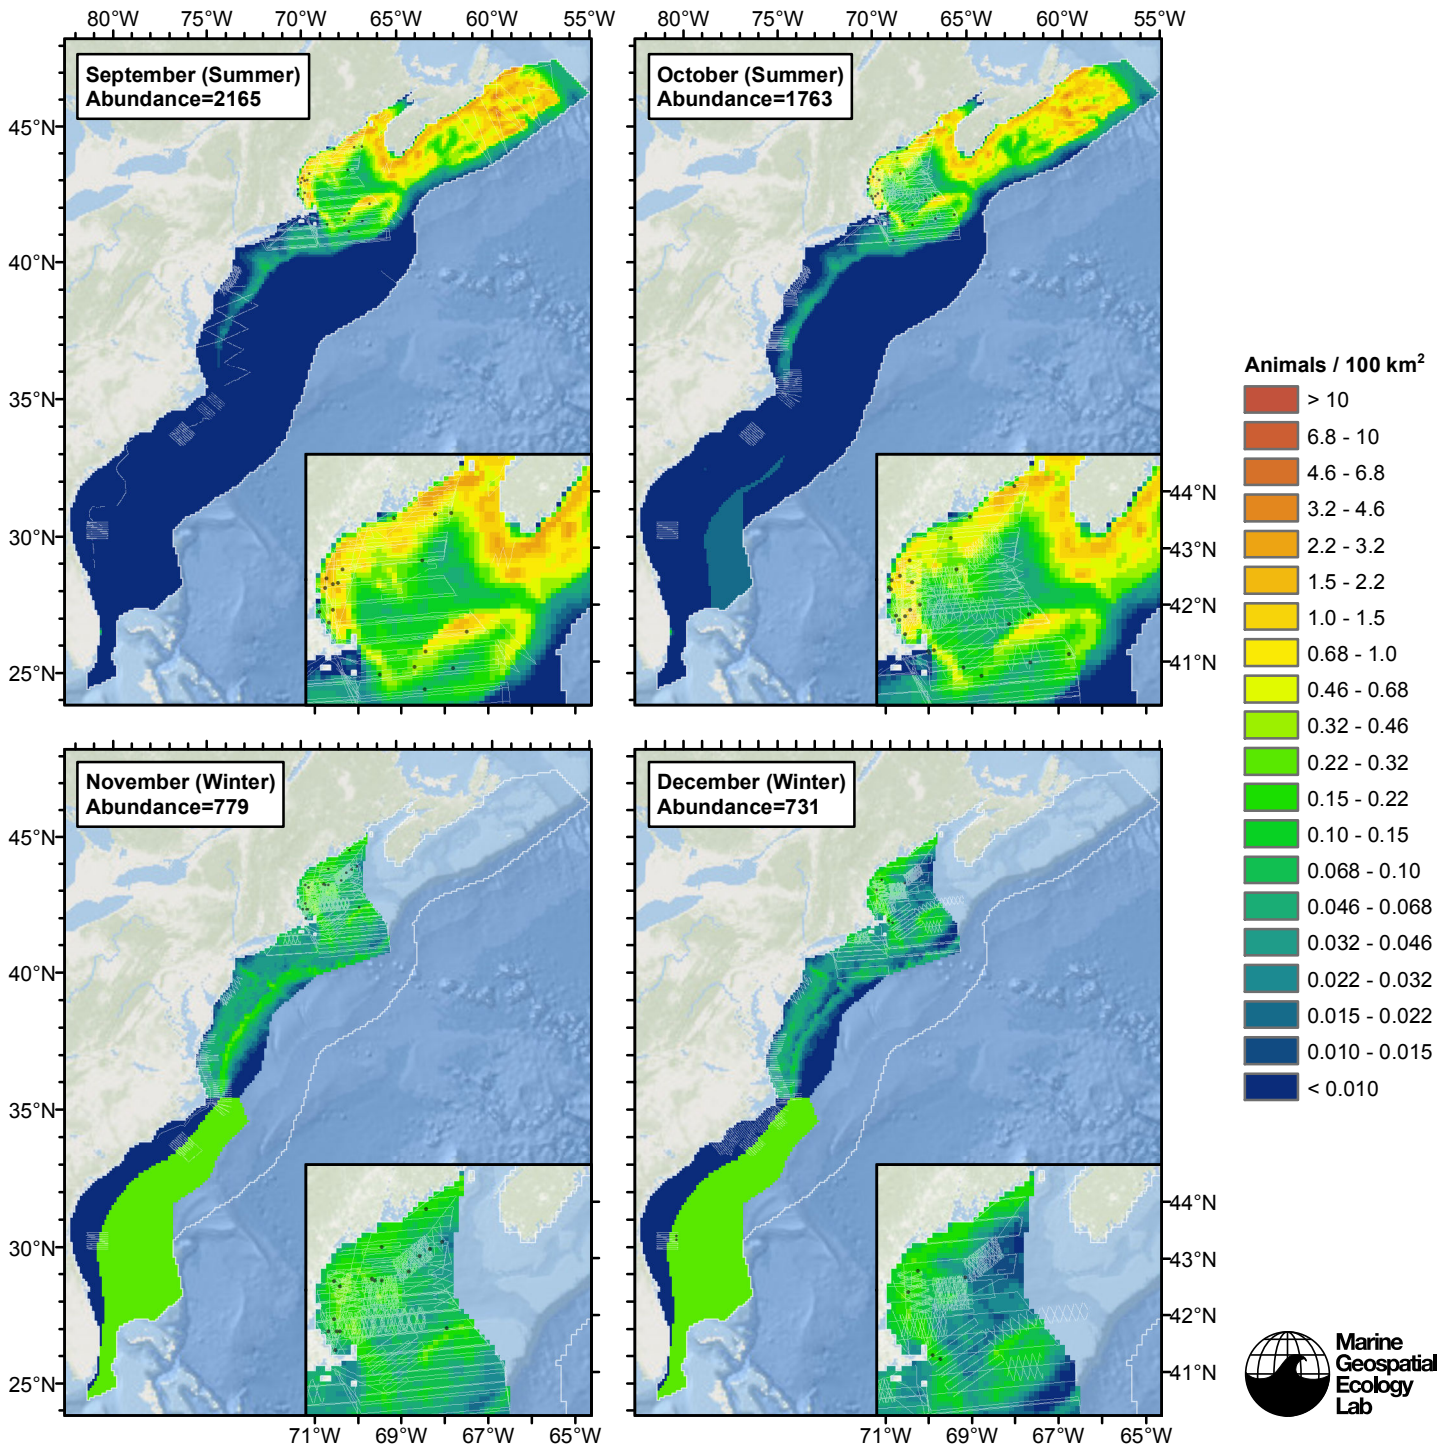 80°W 75°W 70°W 65°W 60°W 55°W
80°W 75°W 70°W 65°W 60°W 55°W
September (Summer)
Abundance=2165
October (Summer)
Abundance=1763
45°N
40°N
35°N
30°N
25°N
44°N
43°N
42°N
41°N
November (Winter)
Abundance=779
December (Winter)
Abundance=731
45°N
40°N
35°N
30°N
25°N
44°N
43°N
42°N
41°N
71°W 69°W 67°W 65°W
71°W 69°W 67°W 65°W
Animals / 100 km²
> 10
6.8 - 10
4.6 - 6.8
3.2 - 4.6
2.2 - 3.2
1.5 - 2.2
1.0 - 1.5
0.68 - 1.0
0.46 - 0.68
0.32 - 0.46
0.22 - 0.32
0.15 - 0.22
0.10 - 0.15
0.068 - 0.10
0.046 - 0.068
0.032 - 0.046
0.022 - 0.032
0.015 - 0.022
0.010 - 0.015
< 0.010
Marine
Geospatial
Ecology
Lab